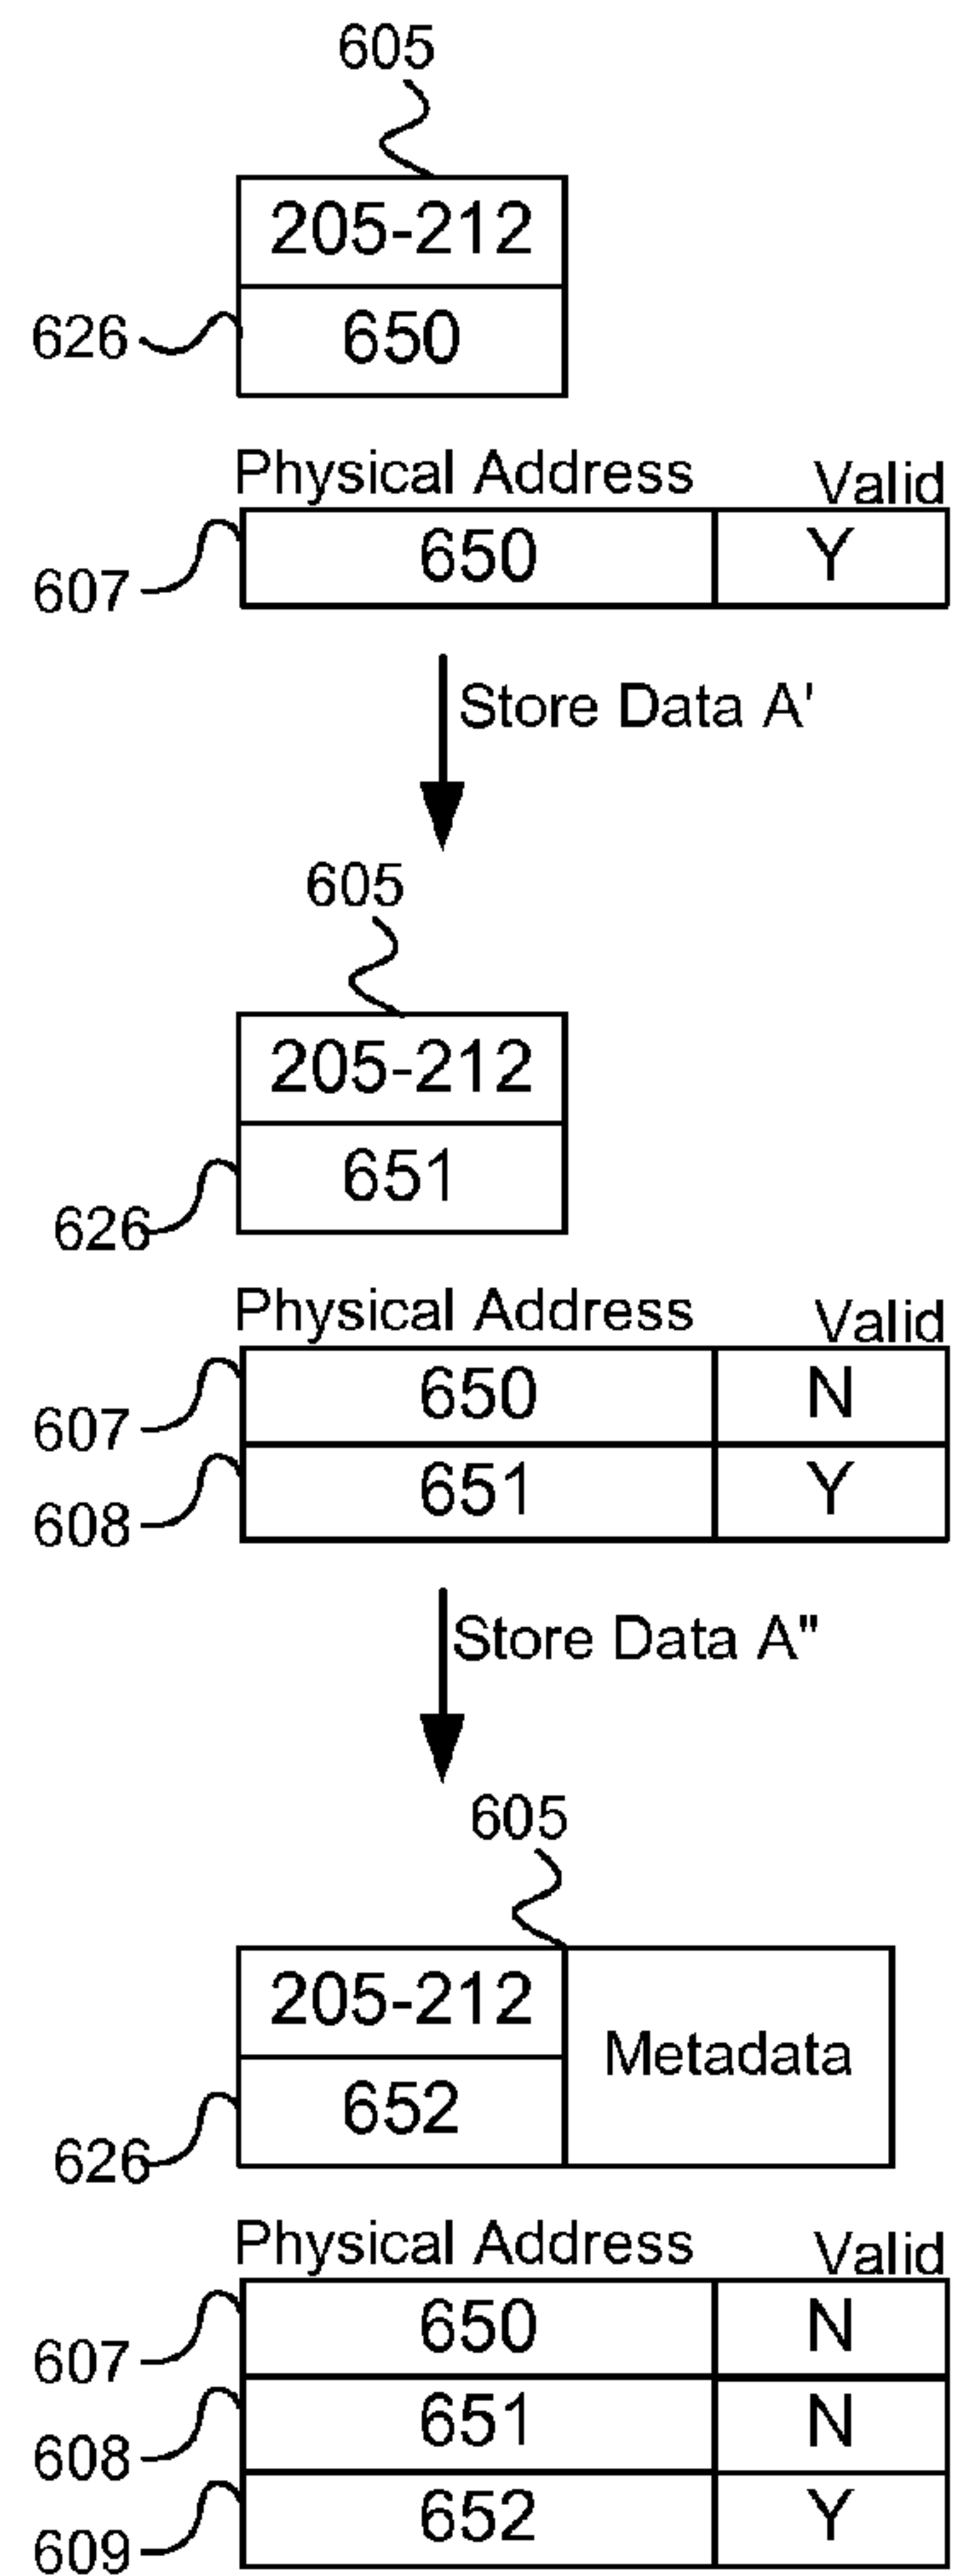 605
205-212
626 650
Physical Address Valid
607 650 Y
Store Data A'
605
205-212
626 651
Physical Address Valid
607 650 N
608 651 Y
Store Data A"
605
205-212 Metadata
626 652
Physical Address Valid
607 650 N
608 651 N
609 652 Y